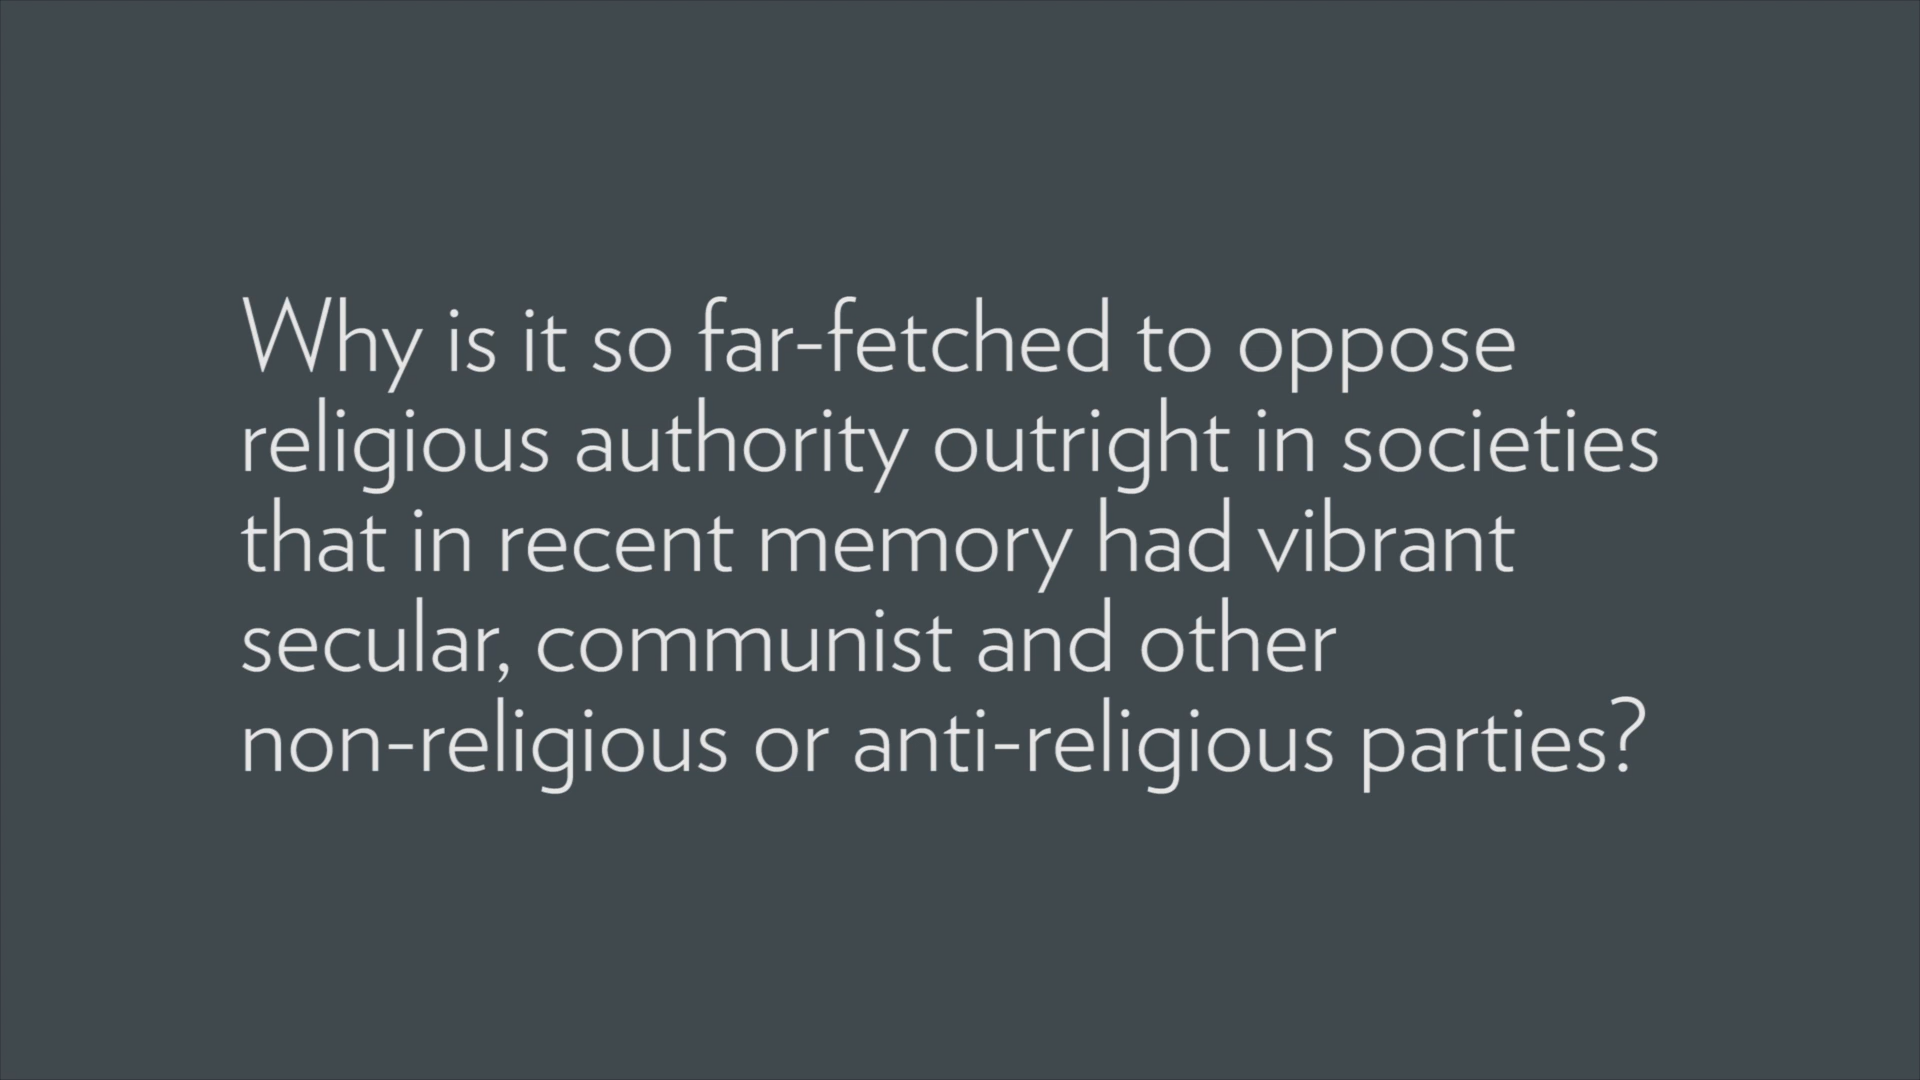 Why is it so far-fetched to oppose
religious authority outright in societies
that in recent memory had vibrant
secular, communist and other
non-religious or anti-religious parties?